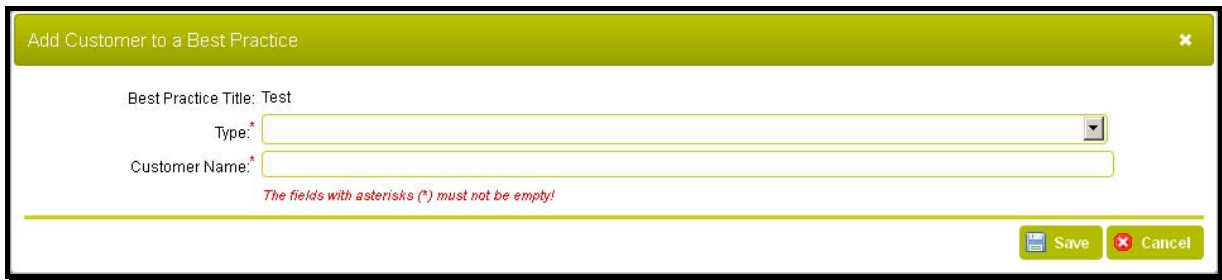 Add Customer to a Best Practice
Best Practice Title: Test
Type:*
Customer Name:*
The fields with asterisks (*) must not be empty!
Save Cancel